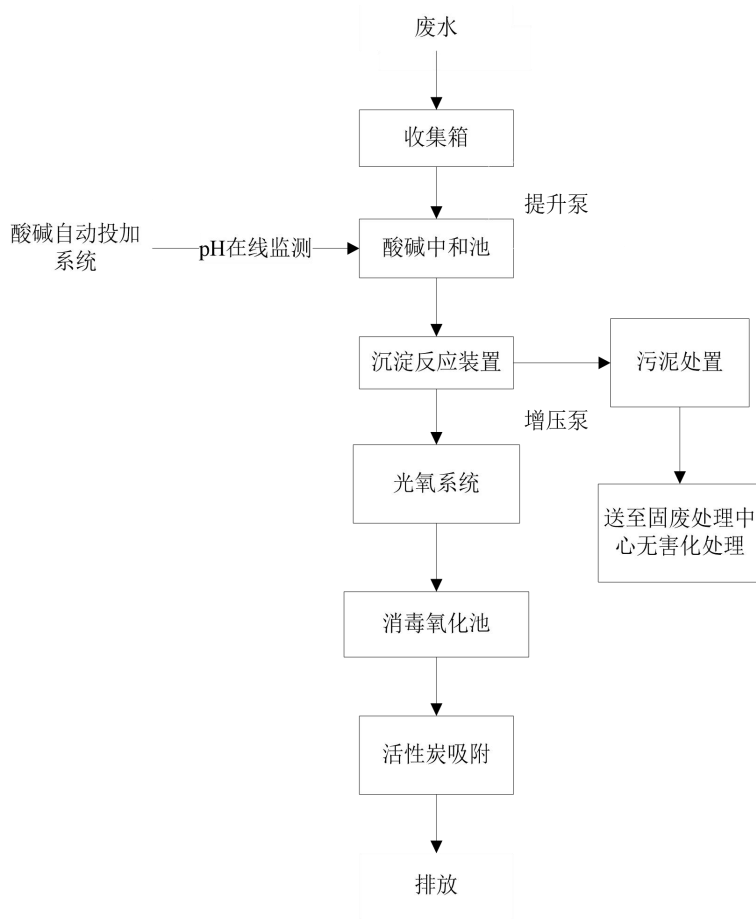 废水
收集箱
提升泵
酸碱自动投加
系统
pH在线监测
酸碱中和池
沉淀反应装置
污泥处置
增压泵
光氧系统
送至固废处理中
心无害化处理
消毒氧化池
活性炭吸附
排放